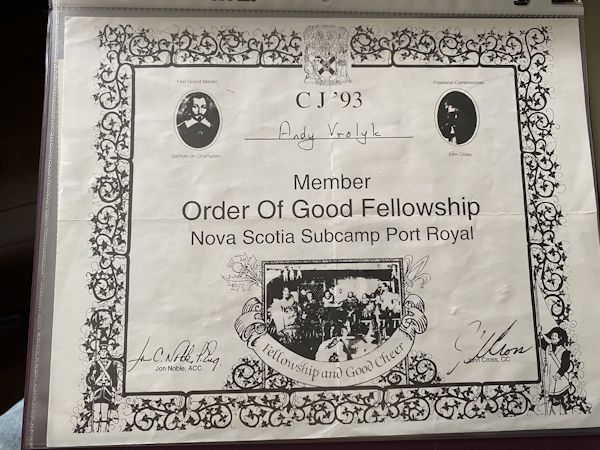 CJ '93
First Grand Master
Samuel de Champlain
Provincial Commissioner
John Cross
Andy Vrolyk
Member
Order Of Good Fellowship
Nova Scotia Subcamp Port Royal
Fellowship and Good Cheer
Jon Noble, ACC
John Cross, CC